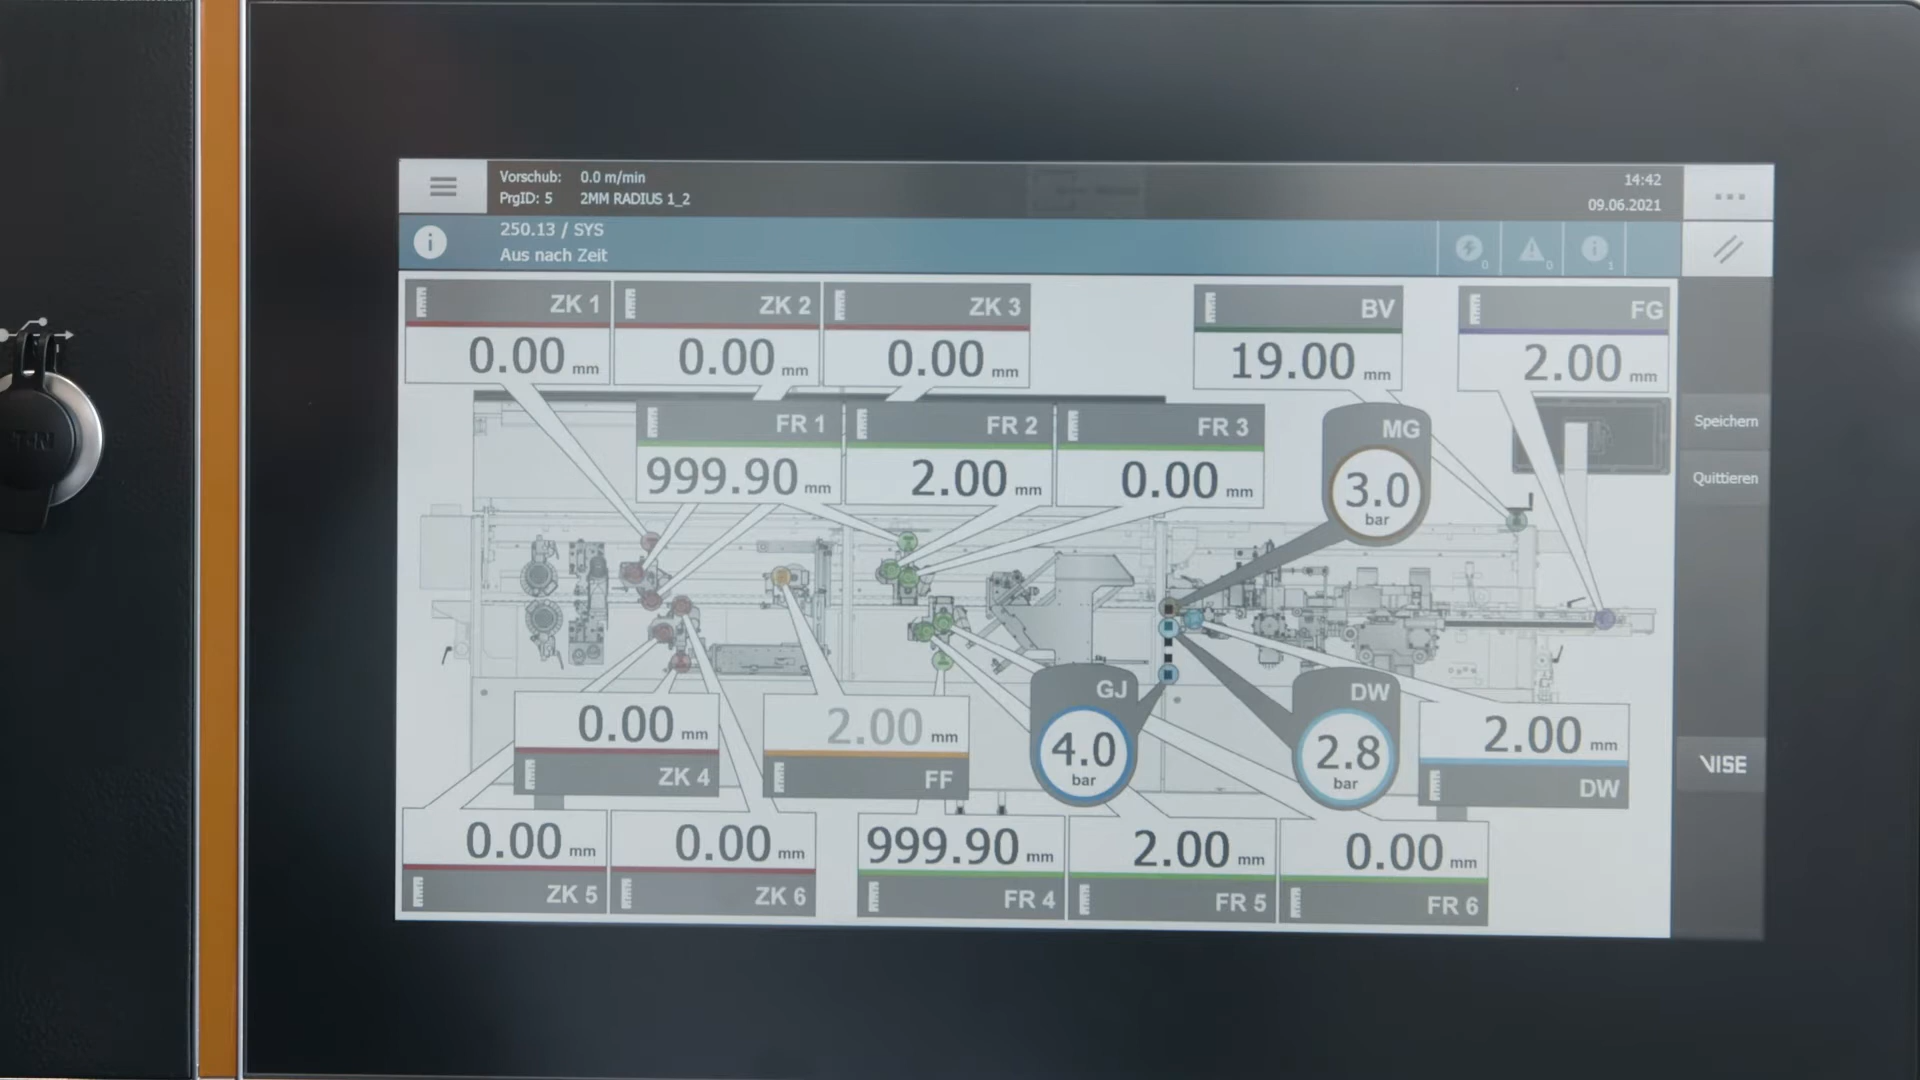 Vorschub: 0.0 m/min
PrgID: 5 2MM RADIUS 1_2
14:42
09.06.2021
250.13 / SYS
Aus nach Zeit
0
0
1
ZK 1
0.00 mm
ZK 2
0.00 mm
ZK 3
0.00 mm
BV
19.00 mm
FG
2.00 mm
FR 1
999.90 mm
FR 2
2.00 mm
FR 3
0.00 mm
MG
3.0
bar
Speichern
Quittieren
0.00 mm
ZK 4
2.00 mm
FF
GJ
4.0
bar
DW
2.8
bar
2.00 mm
DW
VISE
0.00 mm
ZK 5
0.00 mm
ZK 6
999.90 mm
FR 4
2.00 mm
FR 5
0.00 mm
FR 6